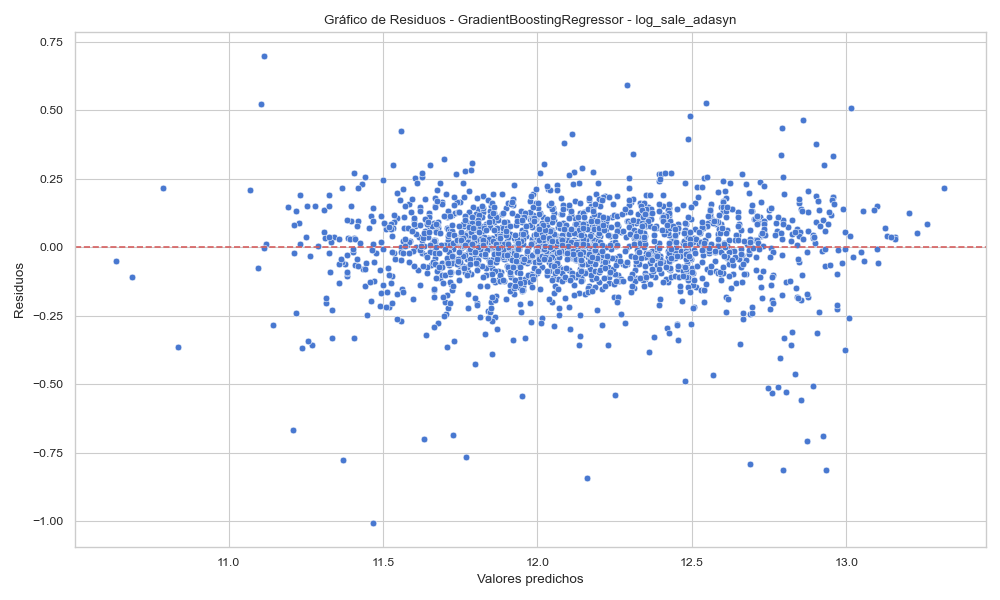 Gráfico de Residuos - GradientBoostingRegressor - log_sale_adasyn
0.75
0.50
0.25
0.00
−0.25
−0.50
−0.75
−1.00
Residuos
11.0 11.5 12.0 12.5 13.0
Valores predichos